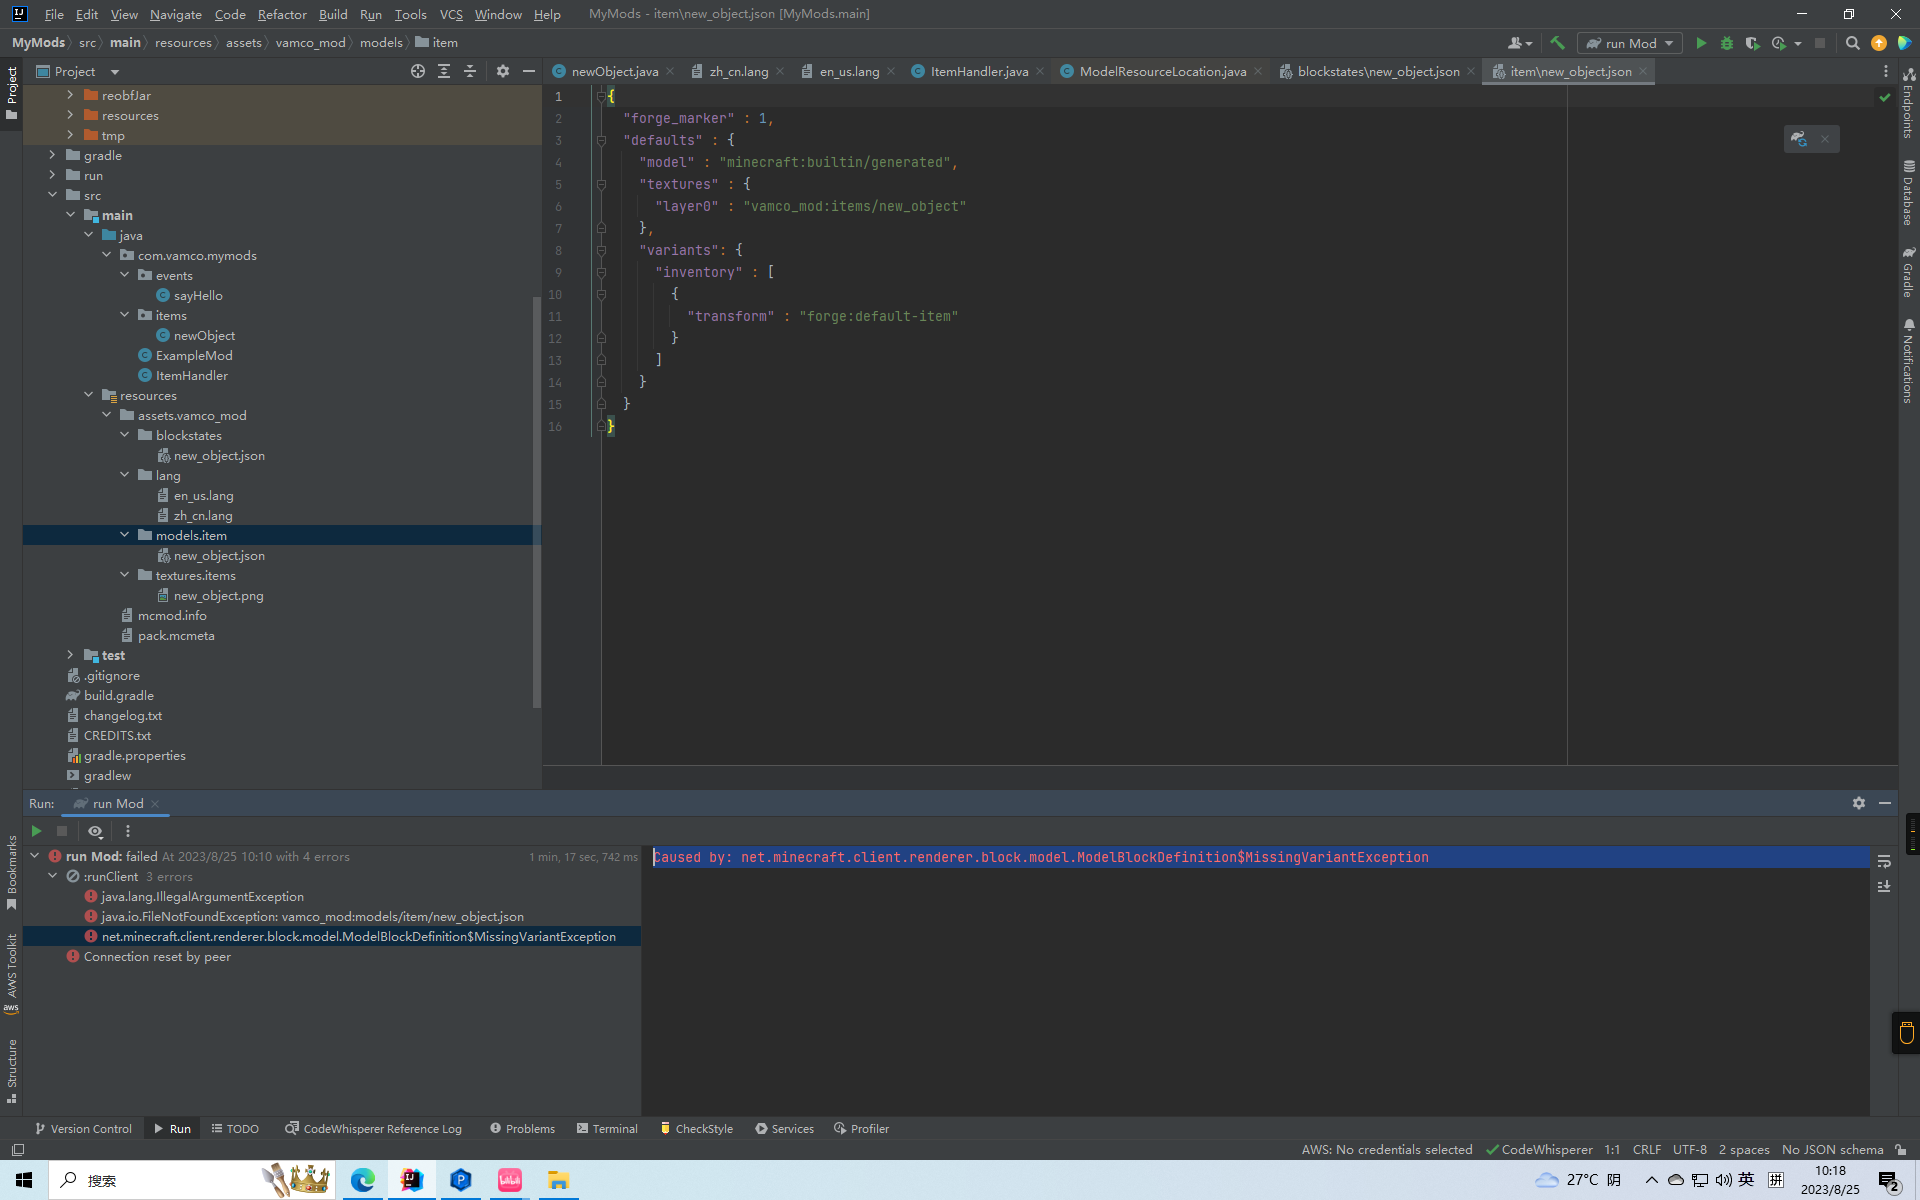 File Edit View Navigate Code Refactor Build Run Tools VCS Window Help MyMods - item\new_object.json [MyMods.main]
MyMods src main resources assets vamco_mod models item
run Mod
Project
newObject.java zh_cn.lang en_us.lang ItemHandler.java ModelResourceLocation.java blockstates\new_object.json item\new_object.json
Project
reobfJar
resources
tmp
gradle
run
src
main
java
com.vamco.mymods
events
sayHello
items
newObject
ExampleMod
ItemHandler
resources
assets.vamco_mod
blockstates
new_object.json
lang
en_us.lang
zh_cn.lang
models.item
new_object.json
textures.items
new_object.png
mcmod.info
pack.mcmeta
test
.gitignore
build.gradle
changelog.txt
CREDITS.txt
gradle.properties
gradlew
1 {
2 "forge_marker" : 1,
3 "defaults" : {
4 "model" : "minecraft:builtin/generated",
5 "textures" : {
6 "layer0" : "vamco_mod:items/new_object"
7 },
8 "variants": {
9 "inventory" : [
10 {
11 "transform" : "forge:default-item"
12 }
13 ]
14 }
15 }
16 }
Endpoints
Database
Gradle
Notifications
Run: run Mod
run Mod: failed At 2023/8/25 10:10 with 4 errors 1 min, 17 sec, 742 ms
:runClient 3 errors
java.lang.IllegalArgumentException
java.io.FileNotFoundException: vamco_mod:models/item/new_object.json
net.minecraft.client.renderer.block.model.ModelBlockDefinition$MissingVariantException
Connection reset by peer
Caused by: net.minecraft.client.renderer.block.model.ModelBlockDefinition$MissingVariantException
Bookmarks
AWS Toolkit
aws
Structure
Version Control Run TODO CodeWhisperer Reference Log Problems Terminal CheckStyle Services Profiler
AWS: No credentials selected CodeWhisperer 1:1 CRLF UTF-8 2 spaces No JSON schema
搜索
27°C 阴
英
拼
10:18
2023/8/25
2